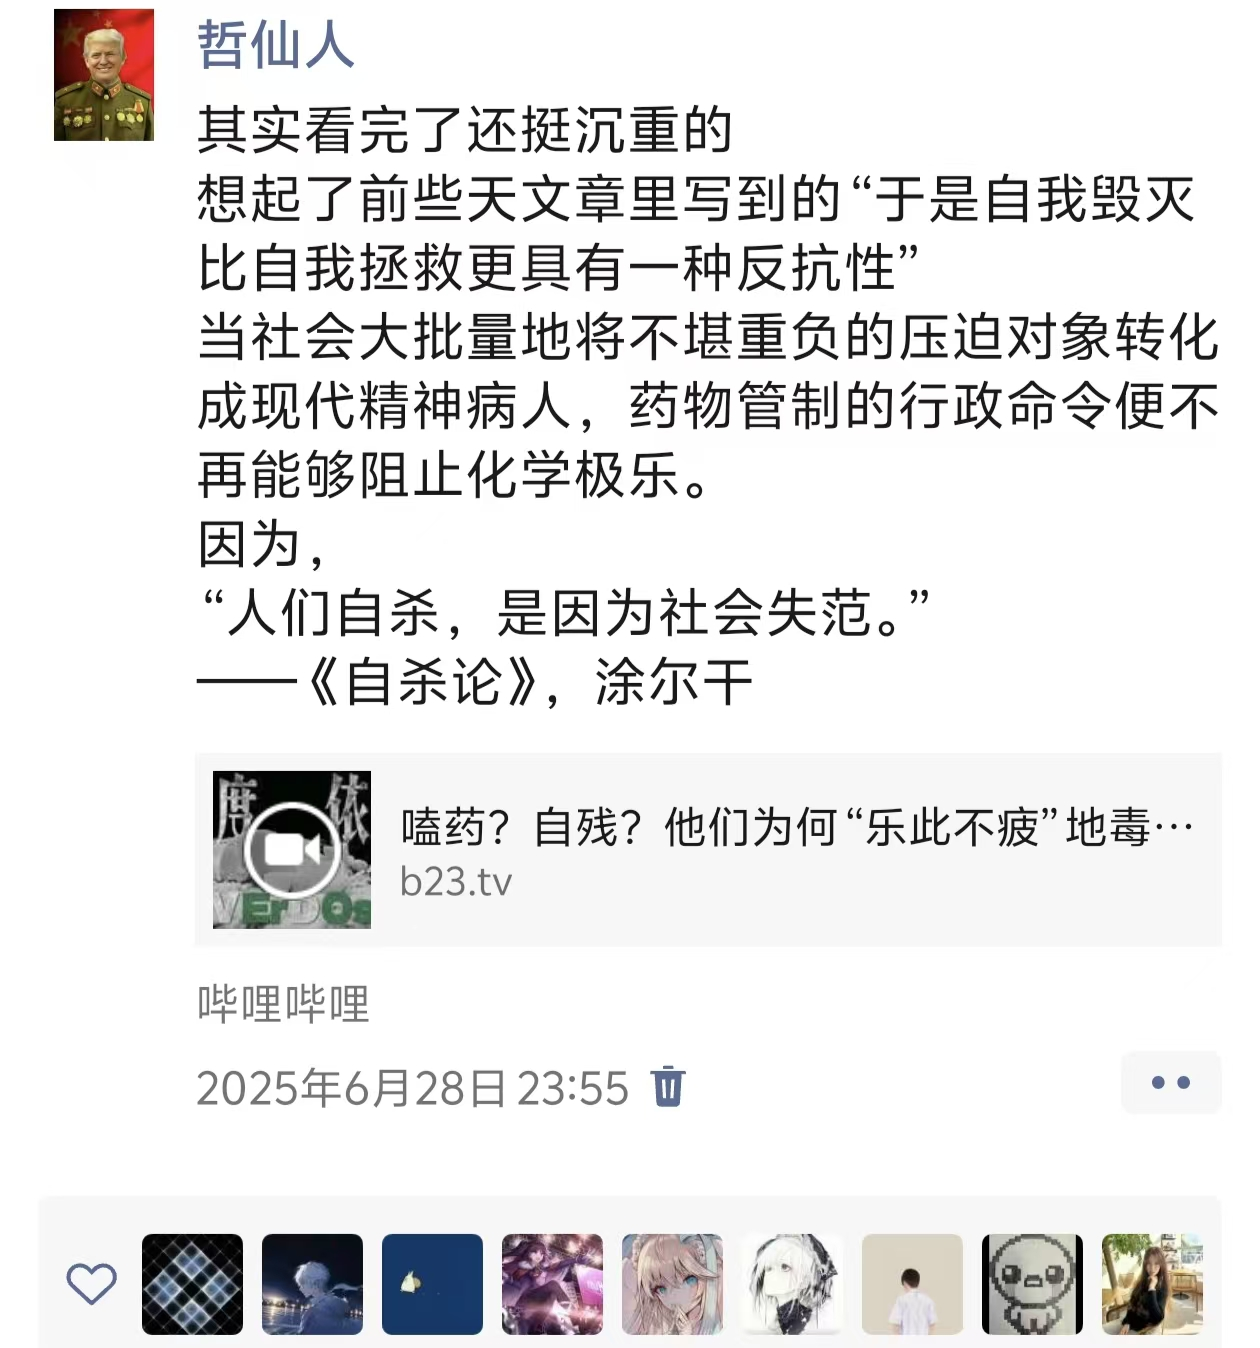 哲仙人
其实看完了还挺沉重的
想起了前些天文章里写到的“于是自我毁灭
比自我拯救更具有一种反抗性”
当社会大批量地将不堪重负的压迫对象转化
成现代精神病人，药物管制的行政命令便不
再能够阻止化学极乐。
因为，
“人们自杀，是因为社会失范。”
——《自杀论》，涂尔干
度 依
VErDOs
嗑药？自残？他们为何“乐此不疲”地毒…
b23.tv
哔哩哔哩
2025年6月28日 23:55